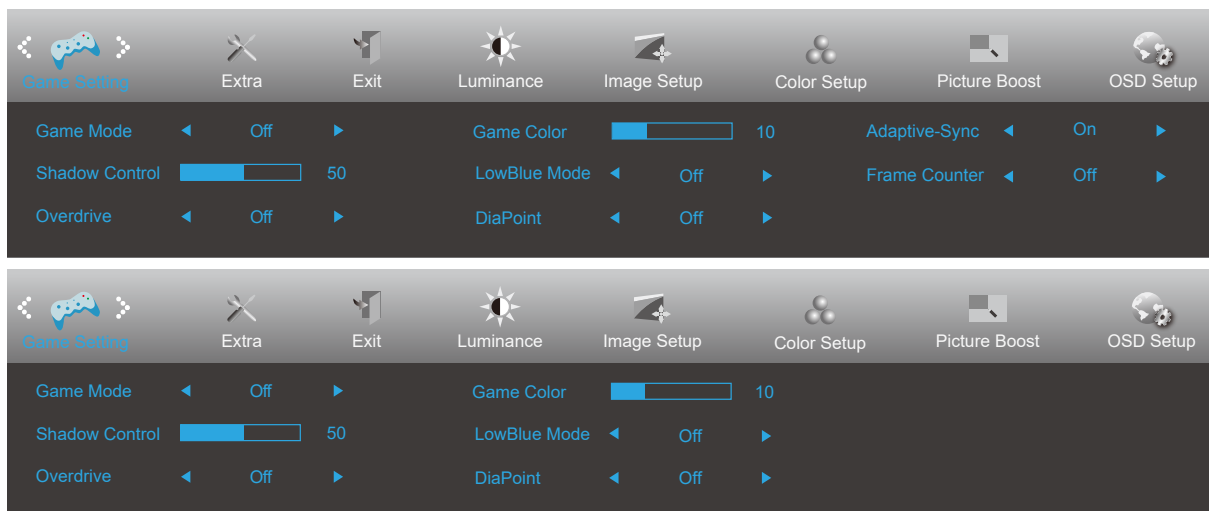 Game Setting Extra Exit Luminance Image Setup Color Setup Picture Boost OSD Setup
Game Mode Off Game Color 10 Adaptive-Sync On
Shadow Control 50 LowBlue Mode Off Frame Counter Off
Overdrive Off DiaPoint Off
Game Setting Extra Exit Luminance Image Setup Color Setup Picture Boost OSD Setup
Game Mode Off Game Color 10
Shadow Control 50 LowBlue Mode Off
Overdrive Off DiaPoint Off